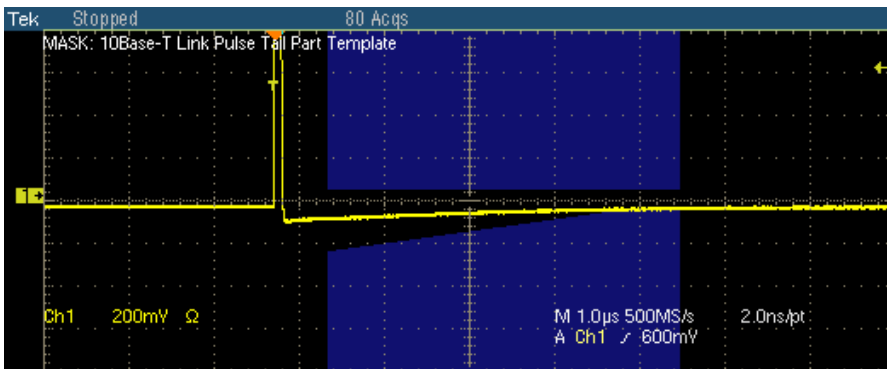 Tek Stopped 80 Acqs
MASK: 10Base-T Link Pulse Tail Part Template
T
1
Ch1 200mV Ω M 1.0µs 500MS/s 2.0ns/pt
A Ch1 ∕ 600mV